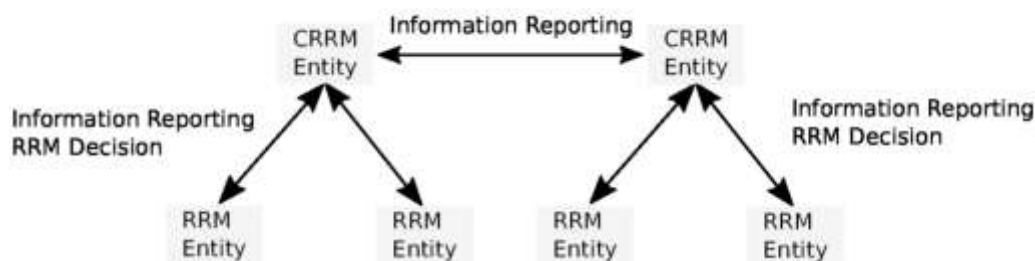 Information Reporting
CRRM
Entity
CRRM
Entity
Information Reporting
RRM Decision
Information Reporting
RRM Decision
RRM
Entity
RRM
Entity
RRM
Entity
RRM
Entity